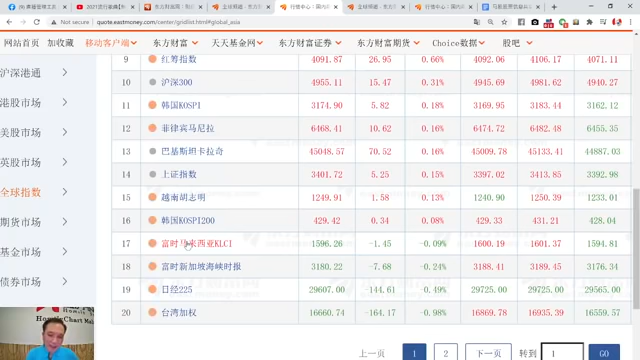 quote.eastmoney.com/center/gridlist.html#global_asia
Not secure
网站首页 加收藏 移动客户端 东方财富 天天基金网 东方财富证券 东方财富期货 Choice数据 股吧
沪深港通
港股市场
美股市场
英股市场
全球指数
期货市场
基金市场
债券市场
9 红筹指数 4091.87 26.95 0.66% 4092.06 4106.17 4071.11
10 沪深300 4955.11 15.47 0.31% 4945.69 4981.62 4940.27
11 韩国KOSPI 3174.90 5.82 0.18% 3169.95 3183.44 3162.12
12 菲律宾马尼拉 6468.41 10.62 0.16% 6474.72 6482.48 6455.35
13 巴基斯坦卡拉奇 45048.57 70.52 0.16% 45009.78 45133.41 44887.03
14 上证指数 3401.72 5.25 0.15% 3397.02 3413.85 3392.98
15 越南胡志明 1249.91 1.58 0.13% 1240.90 1250.39 1233.01
16 韩国KOSPI200 429.42 0.34 0.08% 429.33 431.21 428.04
17 富时马来西亚KLCI 1596.26 -1.45 -0.09% 1600.19 1601.37 1594.81
18 富时新加坡海峡时报 3180.22 -7.68 -0.24% 3188.41 3189.45 3176.34
19 日经225 29607.00 -144.61 -0.49% 29725.00 29725.00 29565.00
20 台湾加权 16660.74 -164.17 -0.98% 16869.78 16935.39 16559.57
上一页 1 2 下一页 转到 1 GO